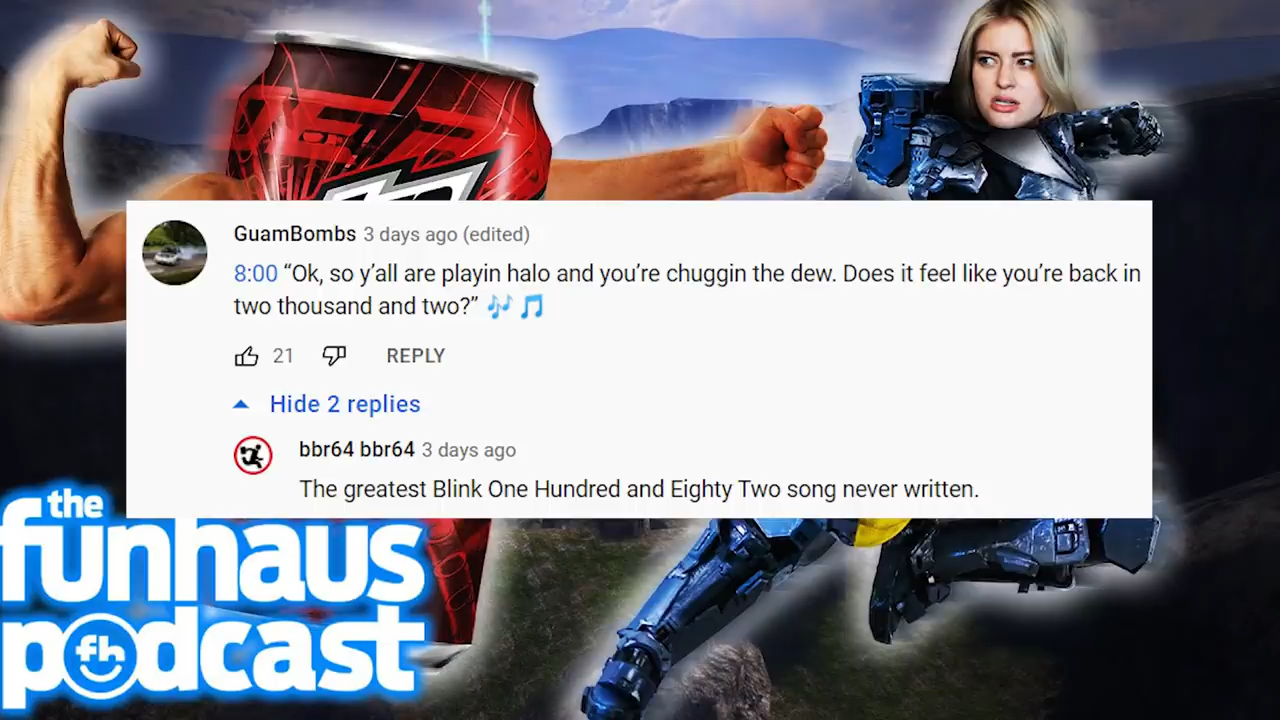 GuamBombs 3 days ago (edited)
8:00 “Ok, so y’all are playin halo and you’re chuggin the dew. Does it feel like you’re back in
two thousand and two?” 🎶 🎵
21 REPLY
Hide 2 replies
bbr64 bbr64 3 days ago
The greatest Blink One Hundred and Eighty Two song never written.
the
funhaus
podcast
fh